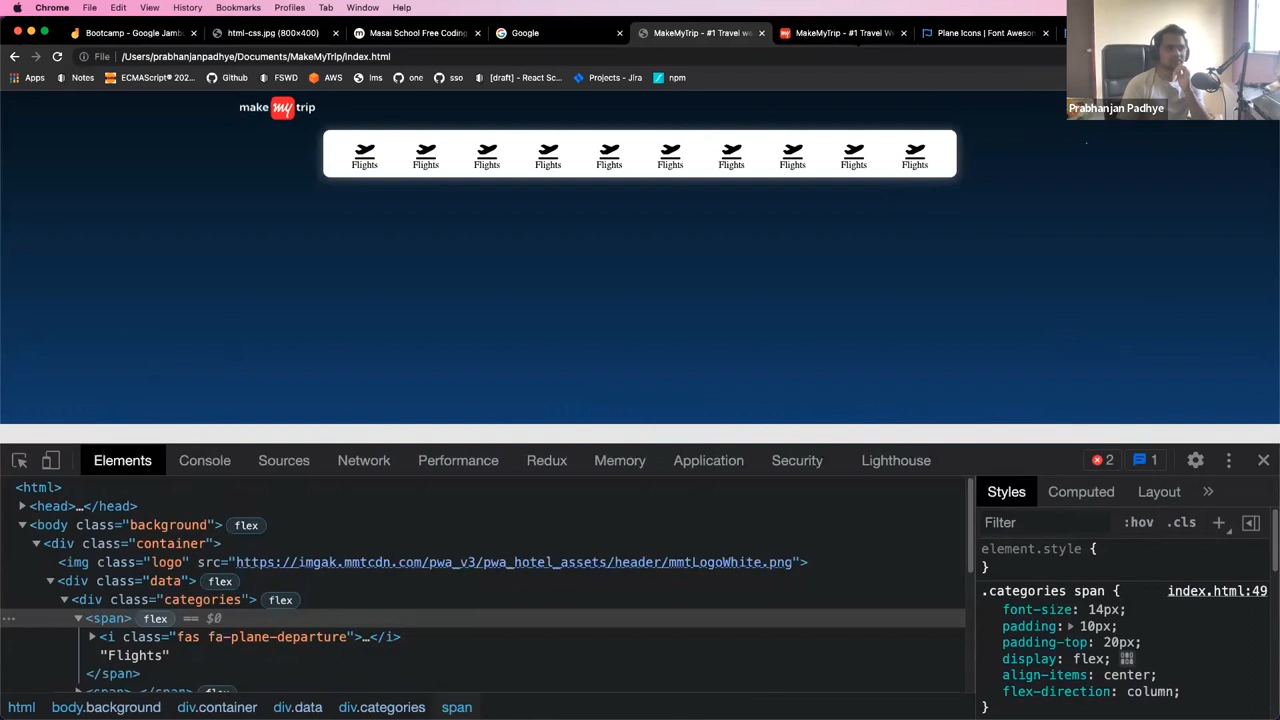 Chrome File Edit View History Bookmarks Profiles Tab Window Help
Bootcamp - Google Jamb html-css.jpg (800×400) Masai School Free Coding Google MakeMyTrip - #1 Travel we MakeMyTrip - #1 Travel We Plane Icons | Font Aweson
File /Users/prabhanjanpadhye/Documents/MakeMyTrip/index.html
Apps Notes ECMAScript® 202... Github FSWD AWS lms one sso [draft] - React Sc... Projects - Jira npm
Prabhanjan Padhye
make my trip
Flights Flights Flights Flights Flights Flights Flights Flights Flights Flights
Elements Console Sources Network Performance Redux Memory Application Security Lighthouse 2 1
<html>
<head>…</head>
<body class="background"> flex
<div class="container">
<img class="logo" src="https://imgak.mmtcdn.com/pwa_v3/pwa_hotel_assets/header/mmtLogoWhite.png">
<div class="data"> flex
<div class="categories"> flex
<span> flex == $0
<i class="fas fa-plane-departure">…</i>
"Flights"
</span>
<span>…</span> flex
html body.background div.container div.data div.categories span
Styles Computed Layout
Filter :hov .cls
element.style {
}
.categories span { index.html:49
font-size: 14px;
padding: 10px;
padding-top: 20px;
display: flex;
align-items: center;
flex-direction: column;
}